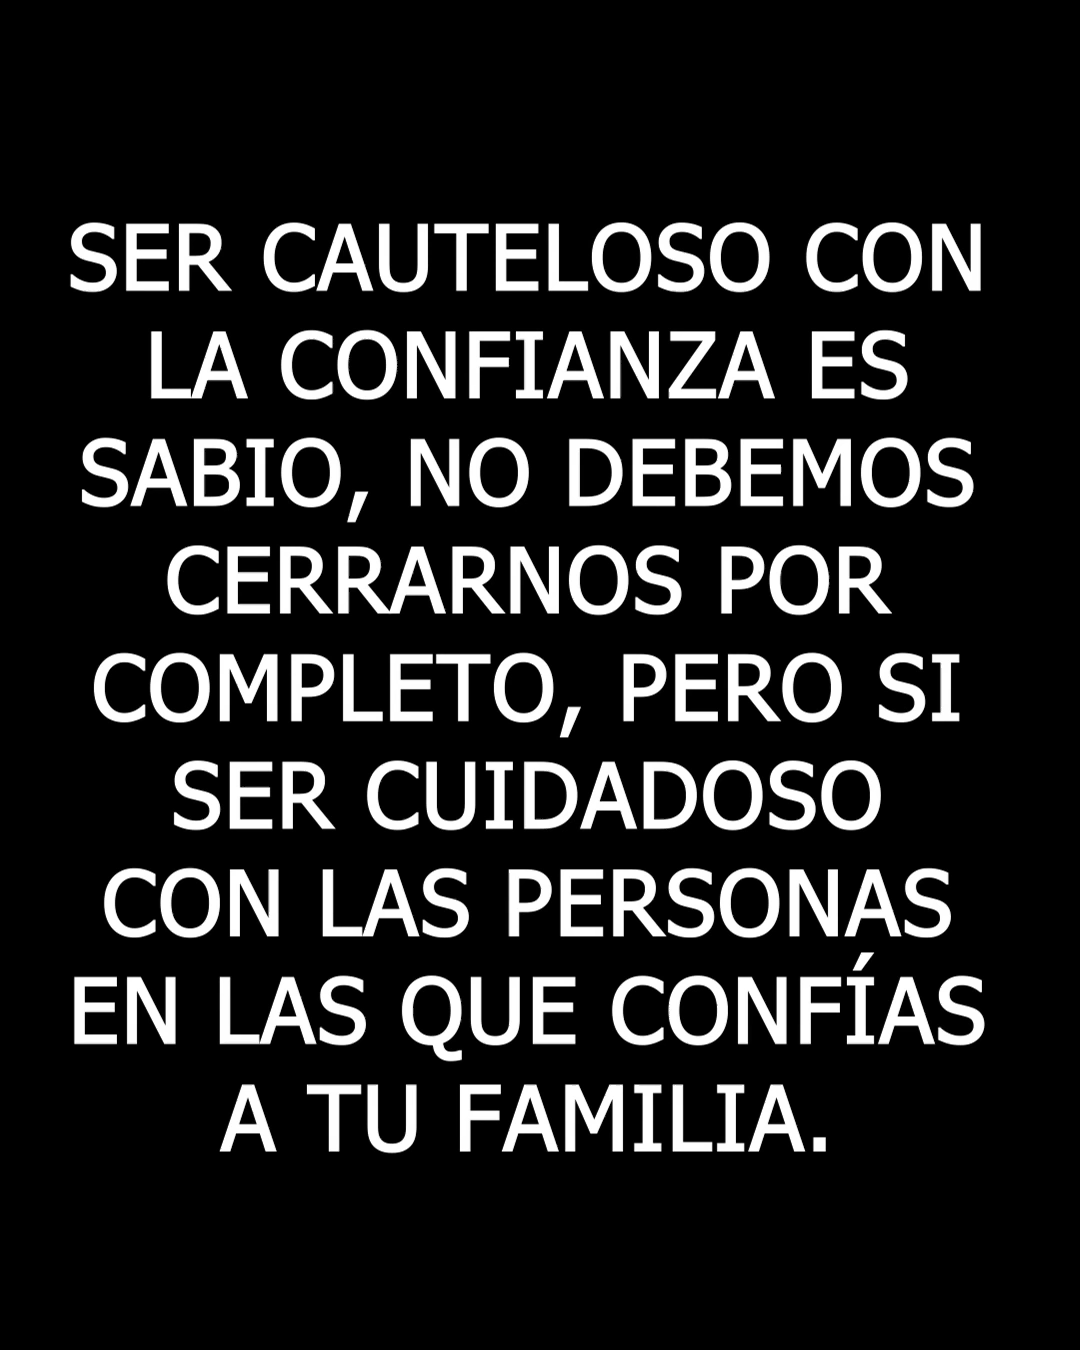 SER CAUTELOSO CON
LA CONFIANZA ES
SABIO, NO DEBEMOS
CERRARNOS POR
COMPLETO, PERO SI
SER CUIDADOSO
CON LAS PERSONAS
EN LAS QUE CONFÍAS
A TU FAMILIA.